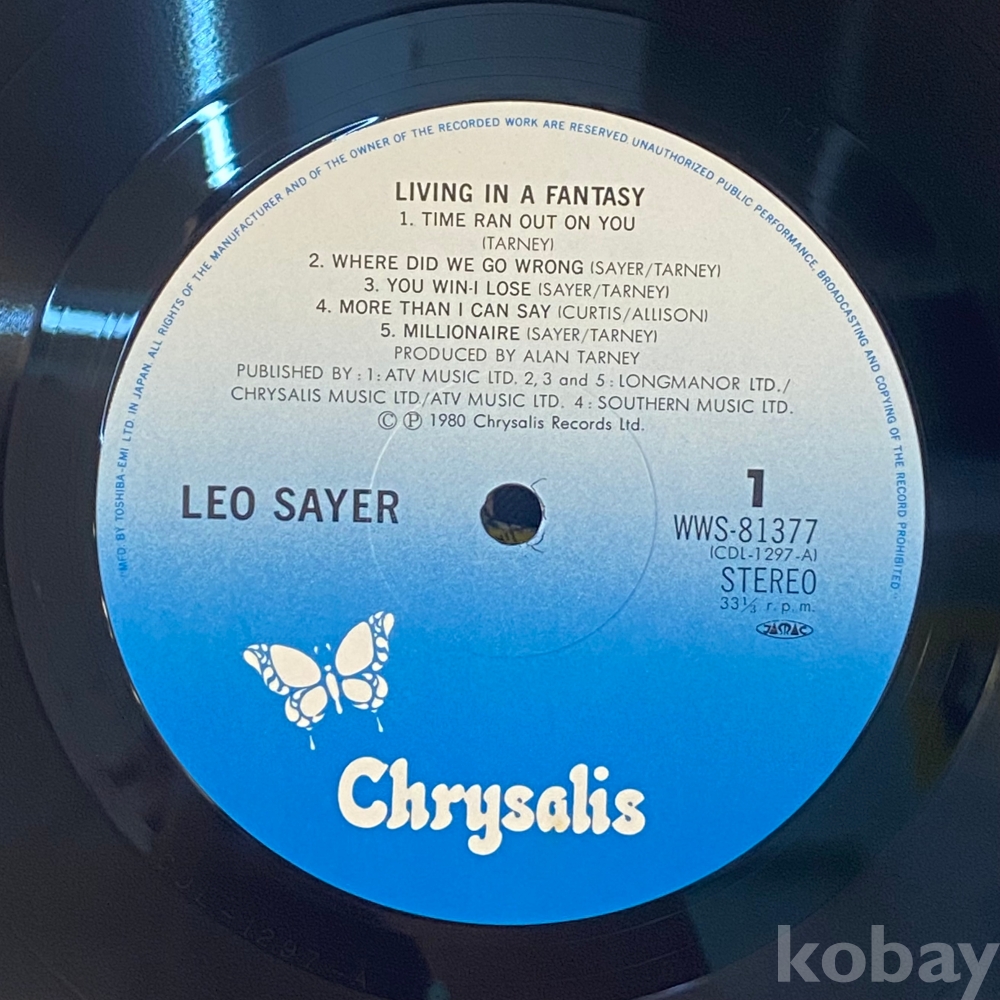 MFD. BY TOSHIBA-EMI LTD. IN JAPAN. ALL RIGHTS OF THE MANUFACTURER AND OF THE OWNER OF THE RECORDED WORK ARE RESERVED. UNAUTHORIZED PUBLIC PERFORMANCE, BROADCASTING AND COPYING OF THE RECORD PROHIBITED
LIVING IN A FANTASY
1. TIME RAN OUT ON YOU
(TARNEY)
2. WHERE DID WE GO WRONG (SAYER/TARNEY)
3. YOU WIN-I LOSE (SAYER/TARNEY)
4. MORE THAN I CAN SAY (CURTIS/ALLISON)
5. MILLIONAIRE (SAYER/TARNEY)
PRODUCED BY ALAN TARNEY
PUBLISHED BY : 1 : ATV MUSIC LTD. 2, 3 and 5 : LONGMANOR LTD./
CHRYSALIS MUSIC LTD/ATV MUSIC LTD. 4 : SOUTHERN MUSIC LTD.
© ℗ 1980 Chrysalis Records Ltd.
LEO SAYER
1
WWS-81377
(CDL-1297-A)
STEREO
33⅓ r.p.m.
JASRAC
Chrysalis
kobay